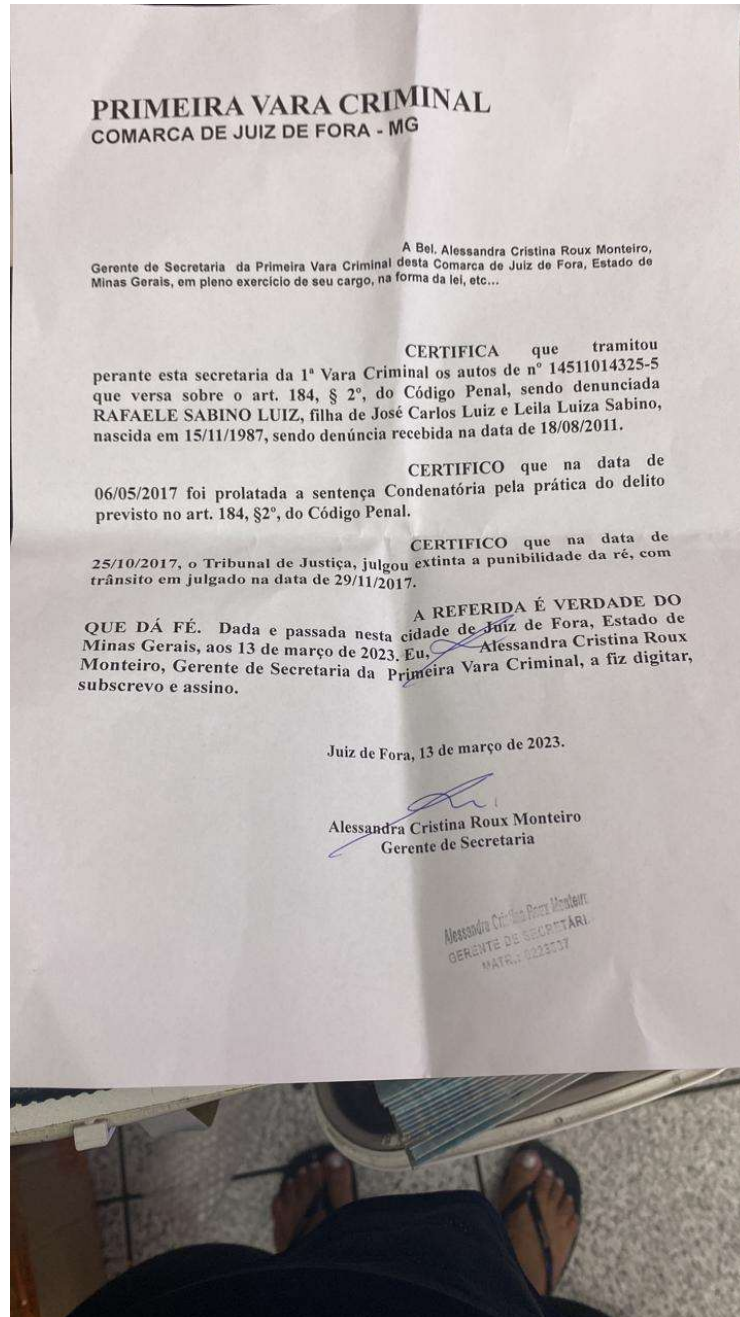 PRIMEIRA VARA CRIMINAL
COMARCA DE JUIZ DE FORA - MG
A Bel. Alessandra Cristina Roux Monteiro,
Gerente de Secretaria da Primeira Vara Criminal desta Comarca de Juiz de Fora, Estado de
Minas Gerais, em pleno exercício de seu cargo, na forma da lei, etc...
CERTIFICA que tramitou
perante esta secretaria da 1ª Vara Criminal os autos de nº 14511014325-5
que versa sobre o art. 184, § 2º, do Código Penal, sendo denunciada
RAFAELE SABINO LUIZ, filha de José Carlos Luiz e Leila Luiza Sabino,
nascida em 15/11/1987, sendo denúncia recebida na data de 18/08/2011.
CERTIFICO que na data de
06/05/2017 foi prolatada a sentença Condenatória pela prática do delito
previsto no art. 184, §2º, do Código Penal.
CERTIFICO que na data de
25/10/2017, o Tribunal de Justiça, julgou extinta a punibilidade da ré, com
trânsito em julgado na data de 29/11/2017.
A REFERIDA É VERDADE DO
QUE DÁ FÉ. Dada e passada nesta cidade de Juiz de Fora, Estado de
Minas Gerais, aos 13 de março de 2023. Eu, Alessandra Cristina Roux
Monteiro, Gerente de Secretaria da Primeira Vara Criminal, a fiz digitar,
subscrevo e assino.
Juiz de Fora, 13 de março de 2023.
Alessandra Cristina Roux Monteiro
Gerente de Secretaria
Alessandra Cristina Roux Monteiro
GERENTE DE SECRETARI
MATR.: